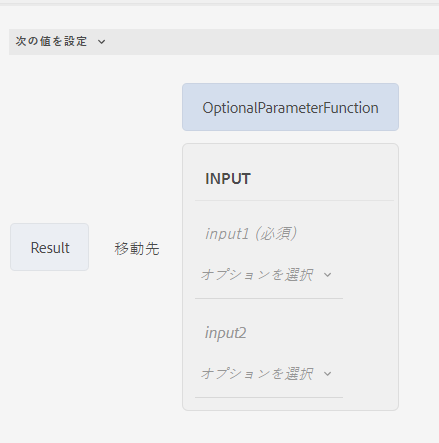 次の値を設定
OptionalParameterFunction
INPUT
input1 (必須)
Result
移動先
オプションを選択
input2
オプションを選択